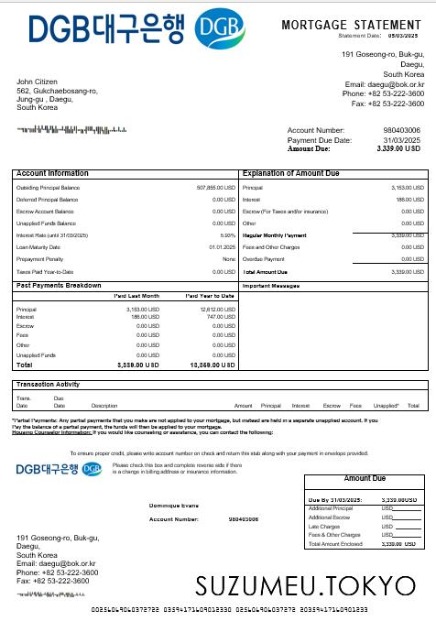 DGB대구은행 DGB
MORTGAGE STATEMENT
Statement Date: 05/03/2025
191 Goseong-ro, Buk-gu,
Daegu,
South Korea
Email: daegu@bok.or.kr
Phone: +82 53-222-3600
Fax: +82 53-222-3600
John Citizen
562, Gukchaebosang-ro,
Jung-gu , Daegu,
South Korea
Account Number: 980403006
Payment Due Date: 31/03/2025
Amount Due: 3,339.00 USD
Account Information
Outstanding Principal Balance 507,855.00 USD
Deferred Principal Balance 0.00 USD
Escrow Account Balance 0.00 USD
Unapplied Funds Balance 0.00 USD
Interest Rate (until 31/03/2025)
Loan Maturity Date 01.01.2025
Prepayment Penalty None
Taxes Paid Year-to-Date 0.00 USD
Explanation of Amount Due
Principal 3,153.00 USD
Interest 186.00 USD
Escrow (For Taxes and/or insurance) 0.00 USD
Other 0.00 USD
Regular Monthly Payment 3,339.00 USD
Fees and Other Charges 0.00 USD
Overdue Payment 0.00 USD
Total Amount Due 3,339.00 USD
Past Payments Breakdown
Paid Last Month Paid Year to Date
Principal 3,153.00 USD 12,612.00 USD
Interest 186.00 USD 747.00 USD
Escrow 0.00 USD 0.00 USD
Fees 0.00 USD 0.00 USD
Other 0.00 USD 0.00 USD
Unapplied Funds 0.00 USD 0.00 USD
Total 3,339.00 USD
Important Messages
Transaction Activity
Trans. Date Due Date Description Amount Principal Interest Escrow Fees Unapplied* Total
*Partial Payments: Any partial payments that you make are not applied to your mortgage, but instead are held in a separate unapplied account. If you
pay the balance of a partial payment, the funds will then be applied to your mortgage.
Housing Counselor Information: If you would like counseling or assistance, you can contact the following:
To ensure proper credit, please write account number on check and return this stub along with your payment in envelope provided.
DGB대구은행 DGB
Please check this box and complete reverse side if there
is a change in billing address or insurance information.
Dominique Evans
Account Number: 980403006
Amount Due
Due By 31/03/2025: 3,339.00USD
Additional Principal USD
Additional Escrow USD
Late Charges USD
Fees & Other Charges USD
Total Amount Enclosed 3,339.00 USD
191 Goseong-ro, Buk-gu,
Daegu,
South Korea
Email: daegu@bok.or.kr
Phone: +82 53-222-3600
Fax: +82 53-222-3600
SUZUMEU.TOKYO